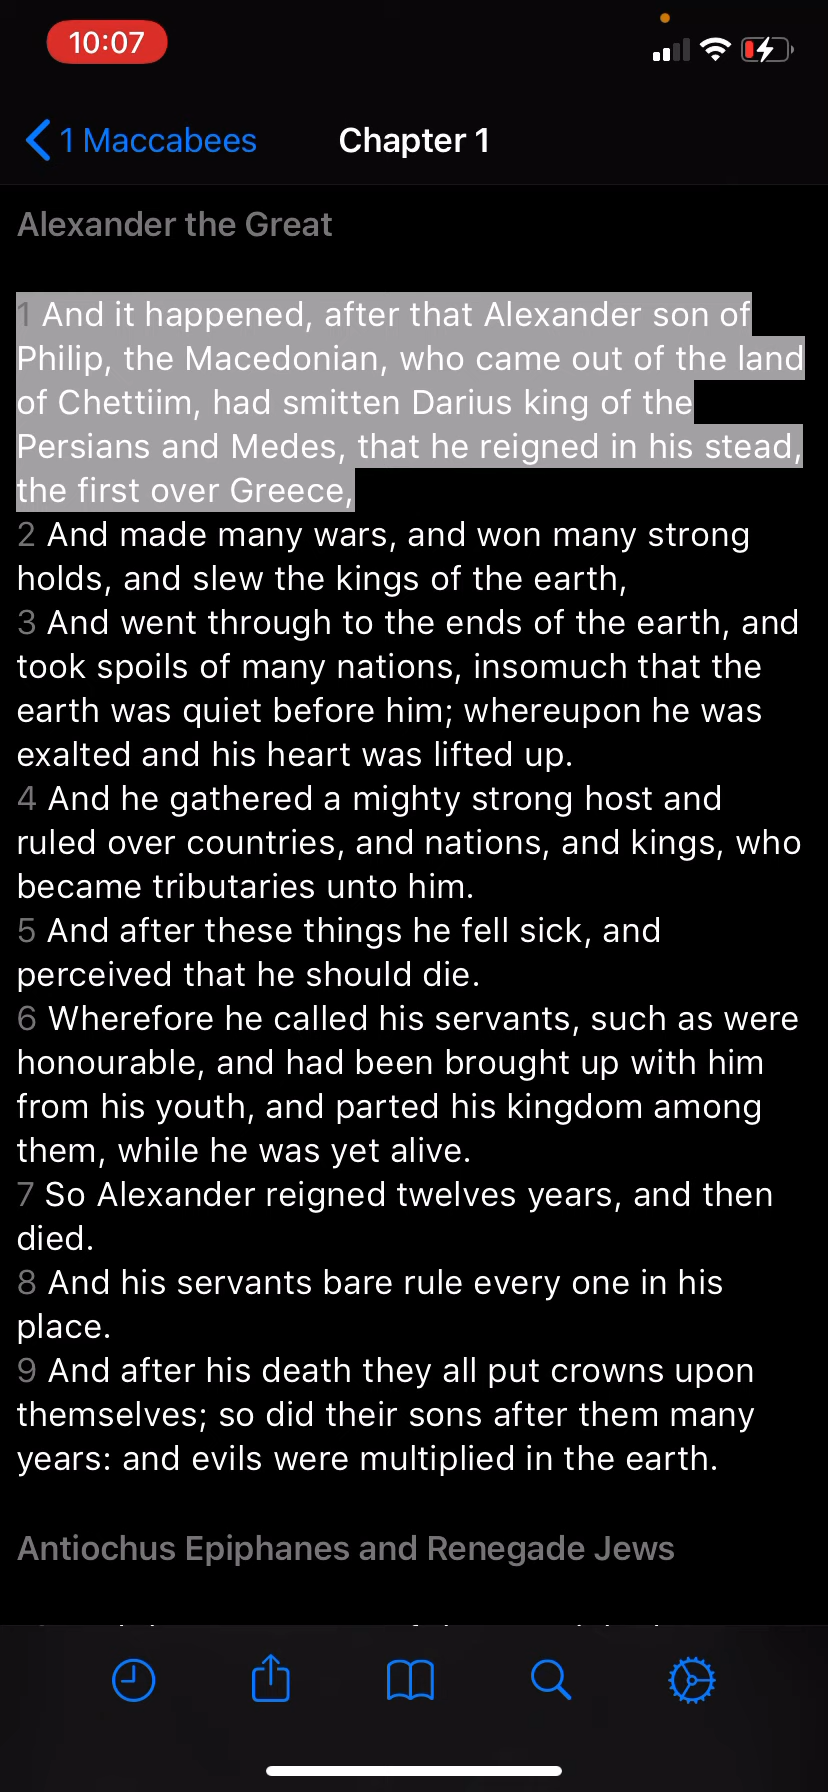 10:07
1 Maccabees
Chapter 1
Alexander the Great
1 And it happened, after that Alexander son of
Philip, the Macedonian, who came out of the land
of Chettiim, had smitten Darius king of the
Persians and Medes, that he reigned in his stead,
the first over Greece,
2 And made many wars, and won many strong
holds, and slew the kings of the earth,
3 And went through to the ends of the earth, and
took spoils of many nations, insomuch that the
earth was quiet before him; whereupon he was
exalted and his heart was lifted up.
4 And he gathered a mighty strong host and
ruled over countries, and nations, and kings, who
became tributaries unto him.
5 And after these things he fell sick, and
perceived that he should die.
6 Wherefore he called his servants, such as were
honourable, and had been brought up with him
from his youth, and parted his kingdom among
them, while he was yet alive.
7 So Alexander reigned twelves years, and then
died.
8 And his servants bare rule every one in his
place.
9 And after his death they all put crowns upon
themselves; so did their sons after them many
years: and evils were multiplied in the earth.
Antiochus Epiphanes and Renegade Jews